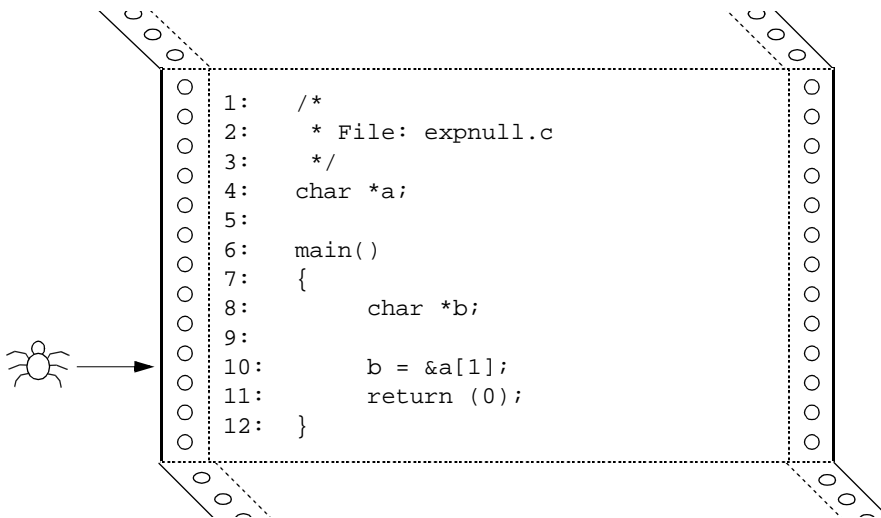 1: /*
2: * File: expnull.c
3: */
4: char *a;
5:
6: main()
7: {
8: char *b;
9:
10: b = &a[1];
11: return (0);
12: }